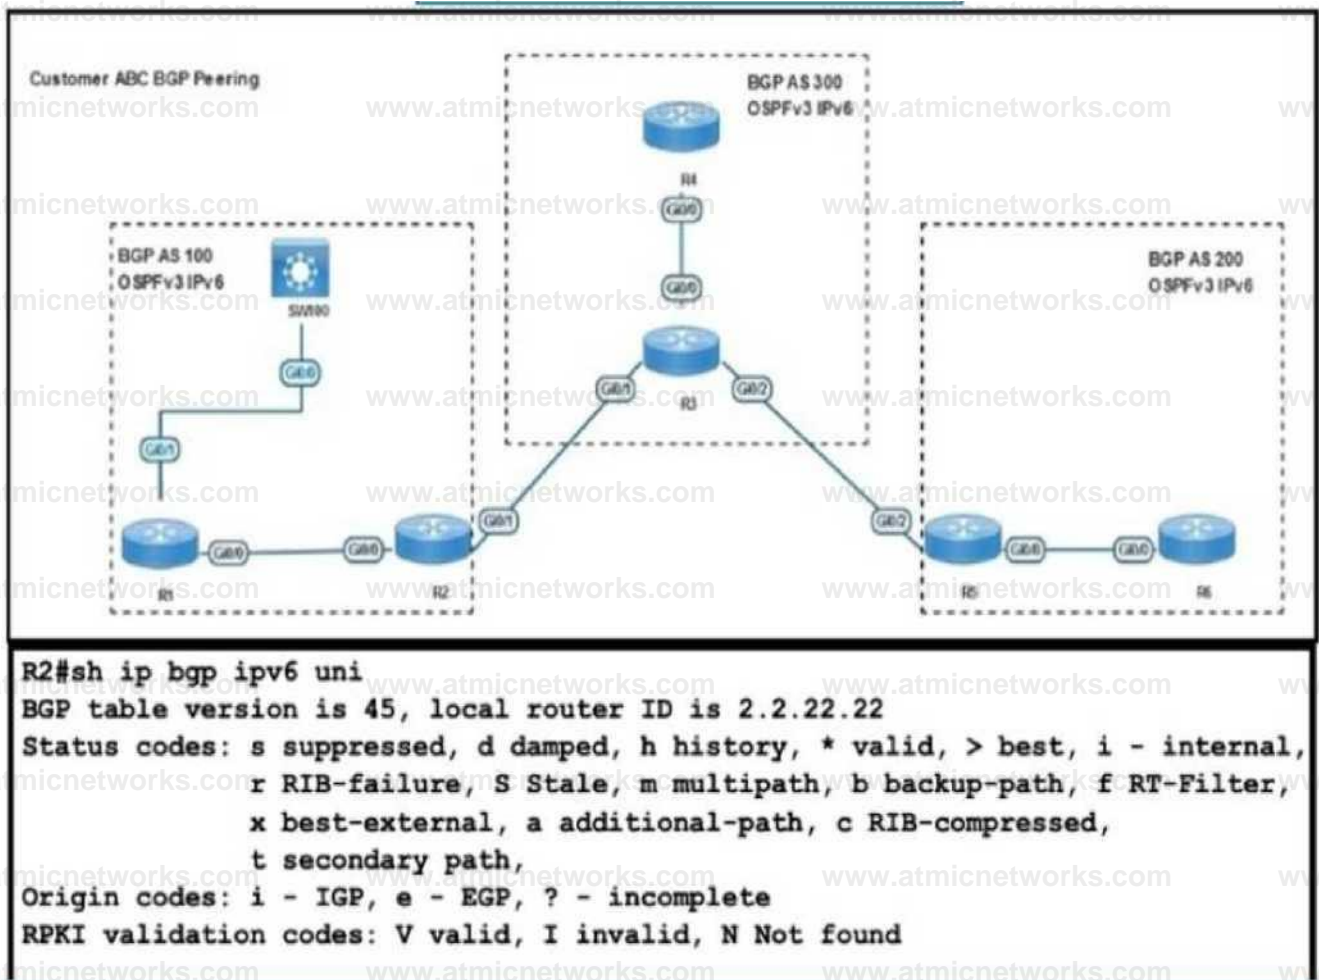 Customer ABC BGP Peering
BGP AS 300
OSPFv3 IPv6
R4
Gi0/0
Gi0/0
R3
Gi0/1
Gi0/2
BGP AS 100
OSPFv3 IPv6
SW100
Gi0/0
Gi0/1
R1
Gi0/0
Gi0/0
R2
Gi0/1
BGP AS 200
OSPFv3 IPv6
Gi0/2
R5
Gi0/0
Gi0/0
R6
R2#sh ip bgp ipv6 uni
BGP table version is 45, local router ID is 2.2.22.22
Status codes: s suppressed, d damped, h history, * valid, > best, i - internal,
r RIB-failure, S Stale, m multipath, b backup-path, f RT-Filter,
x best-external, a additional-path, c RIB-compressed,
t secondary path,
Origin codes: i - IGP, e - EGP, ? - incomplete
RPKI validation codes: V valid, I invalid, N Not found
www.atmicnetworks.com